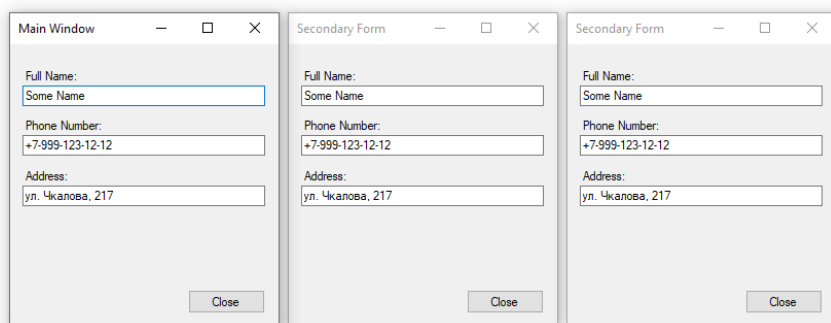 Main Window
Full Name:
Some Name
Phone Number:
+7-999-123-12-12
Address:
ул. Чкалова, 217
Close
Secondary Form
Full Name:
Some Name
Phone Number:
+7-999-123-12-12
Address:
ул. Чкалова, 217
Close
Secondary Form
Full Name:
Some Name
Phone Number:
+7-999-123-12-12
Address:
ул. Чкалова, 217
Close